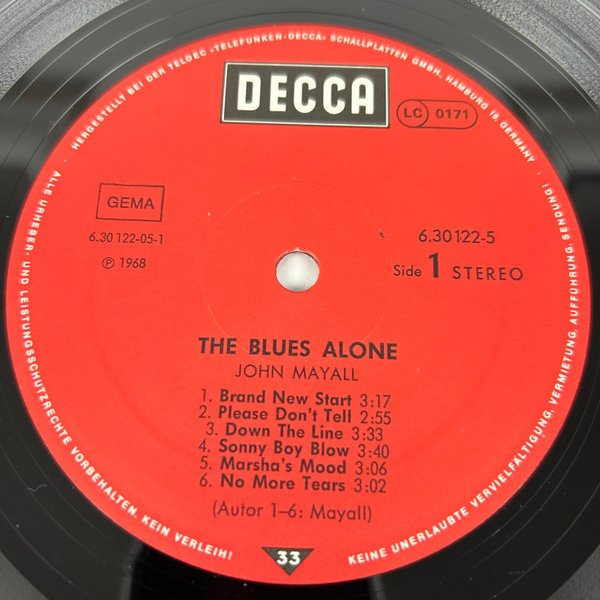 HERGESTELLT BEI DER TELDEC »TELEFUNKEN-DECCA« SCHALLPLATTEN GMBH., HAMBURG 19, GERMANY
DECCA
LC 0171
GEMA
6.30 122-05-1
℗ 1968
6.30122-5
Side 1 STEREO
THE BLUES ALONE
JOHN MAYALL
1. Brand New Start 3:17
2. Please Don't Tell 2:55
3. Down The Line 3:33
4. Sonny Boy Blow 3:40
5. Marsha's Mood 3:06
6. No More Tears 3:02
(Autor 1–6: Mayall)
33
ALLE URHEBER- UND LEISTUNGSSCHUTZRECHTE VORBEHALTEN. KEIN VERLEIH!
KEINE UNERLAUBTE VERVIELFÄLTIGUNG, VERMIETUNG, AUFFÜHRUNG, SENDUNG!